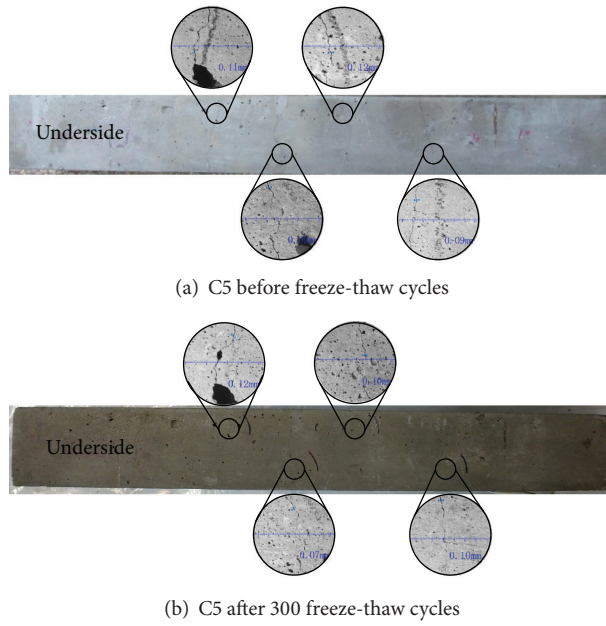 0.11mm
0.12mm
Underside
0.09mm
(a) C5 before freeze-thaw cycles
0.12mm
0.10mm
Underside
0.07mm
0.10mm
(b) C5 after 300 freeze-thaw cycles